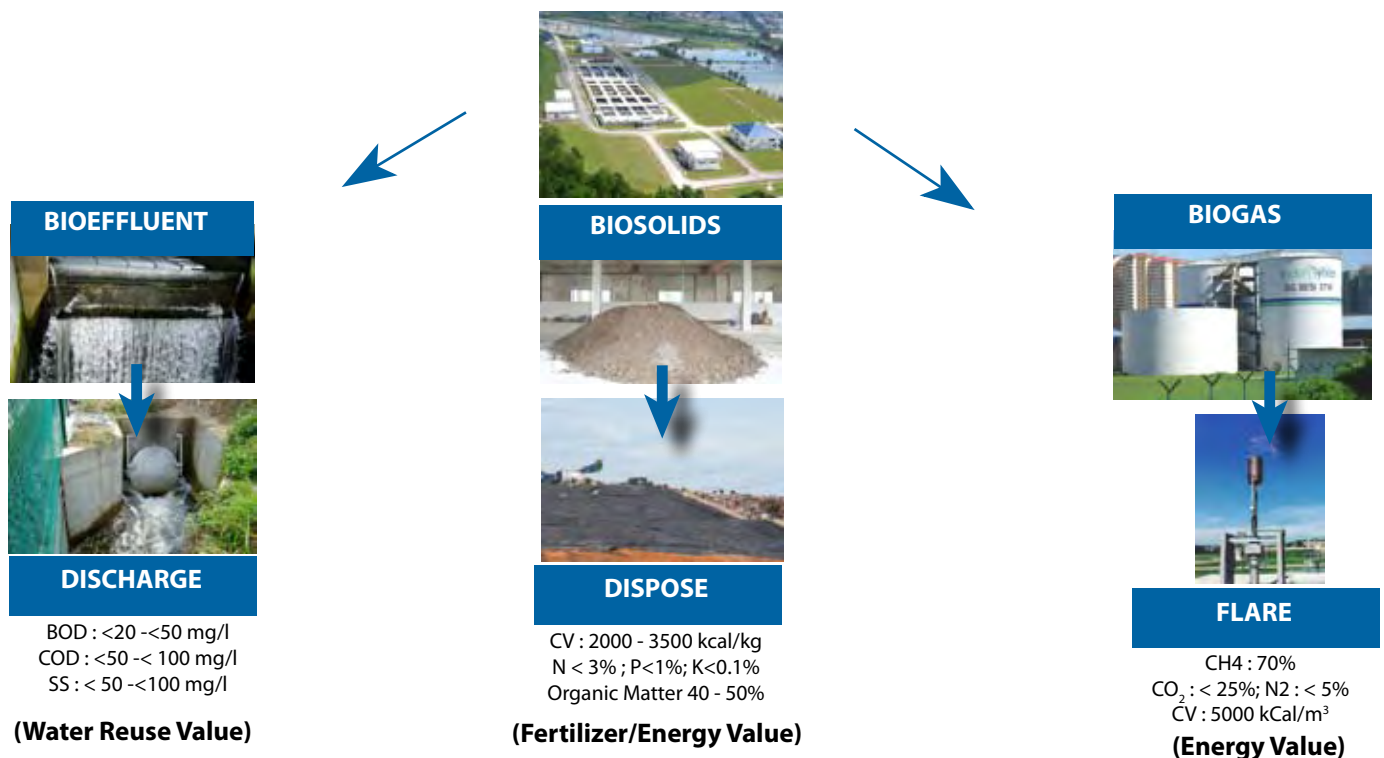 BIOEFFLUENT
DISCHARGE
BOD : <20 -<50 mg/l
COD : <50 -< 100 mg/l
SS : < 50 -<100 mg/l
(Water Reuse Value)
BIOSOLIDS
DISPOSE
CV : 2000 - 3500 kcal/kg
N < 3% ; P<1%; K<0.1%
Organic Matter 40 - 50%
(Fertilizer/Energy Value)
BIOGAS
FLARE
CH4 : 70%
CO₂ : < 25%; N2 : < 5%
CV : 5000 kCal/m³
(Energy Value)